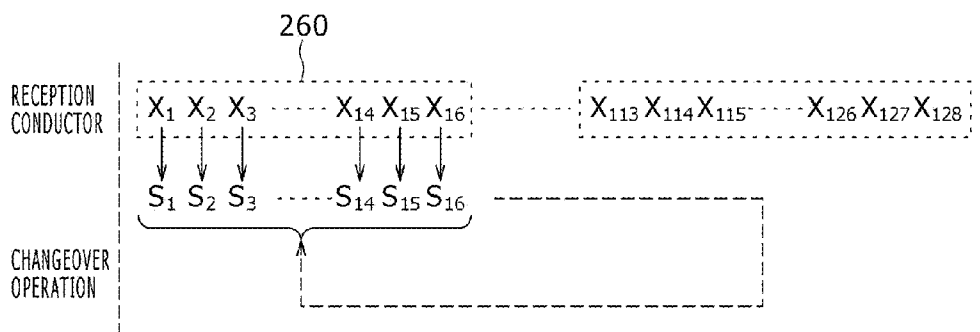 260
RECEPTION
CONDUCTOR
X₁ X₂ X₃ ······ X₁₄ X₁₅ X₁₆ ········ X₁₁₃ X₁₁₄ X₁₁₅ ······ X₁₂₆ X₁₂₇ X₁₂₈
S₁ S₂ S₃ ······ S₁₄ S₁₅ S₁₆
CHANGEOVER
OPERATION